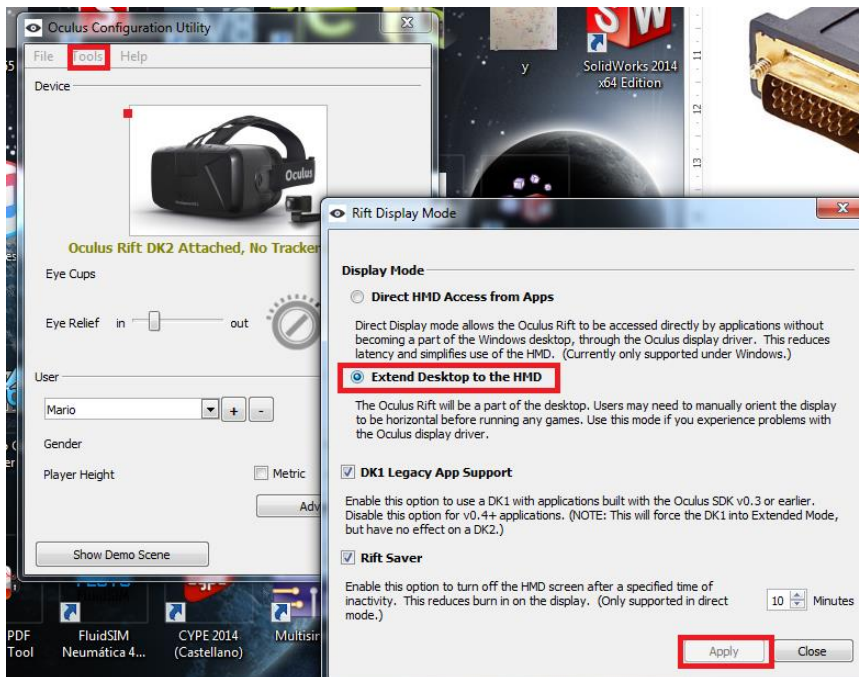 Oculus Configuration Utility
File Tools Help
Device
Oculus
Oculus Rift DK2 Attached, No Tracker
Eye Cups
Eye Relief in out
User
Mario
+ -
Gender
Player Height
Metric
Show Demo Scene
y
SolidWorks 2014
x64 Edition
11
12
13
Rift Display Mode
Display Mode
Direct HMD Access from Apps
Direct Display mode allows the Oculus Rift to be accessed directly by applications without
becoming a part of the Windows desktop, through the Oculus display driver. This reduces
latency and simplifies use of the HMD. (Currently only supported under Windows.)
Extend Desktop to the HMD
The Oculus Rift will be a part of the desktop. Users may need to manually orient the display
to be horizontal before running any games. Use this mode if you experience problems with
the Oculus display driver.
DK1 Legacy App Support
Enable this option to use a DK1 with applications built with the Oculus SDK v0.3 or earlier.
Disable this option for v0.4+ applications. (NOTE: This will force the DK1 into Extended Mode,
but have no effect on a DK2.)
Rift Saver
Enable this option to turn off the HMD screen after a specified time of
inactivity. This reduces burn in on the display. (Only supported in direct
mode.)
10 Minutes
Apply Close
PDF
Tool
FluidSIM
Neumática 4...
CYPE 2014
(Castellano)